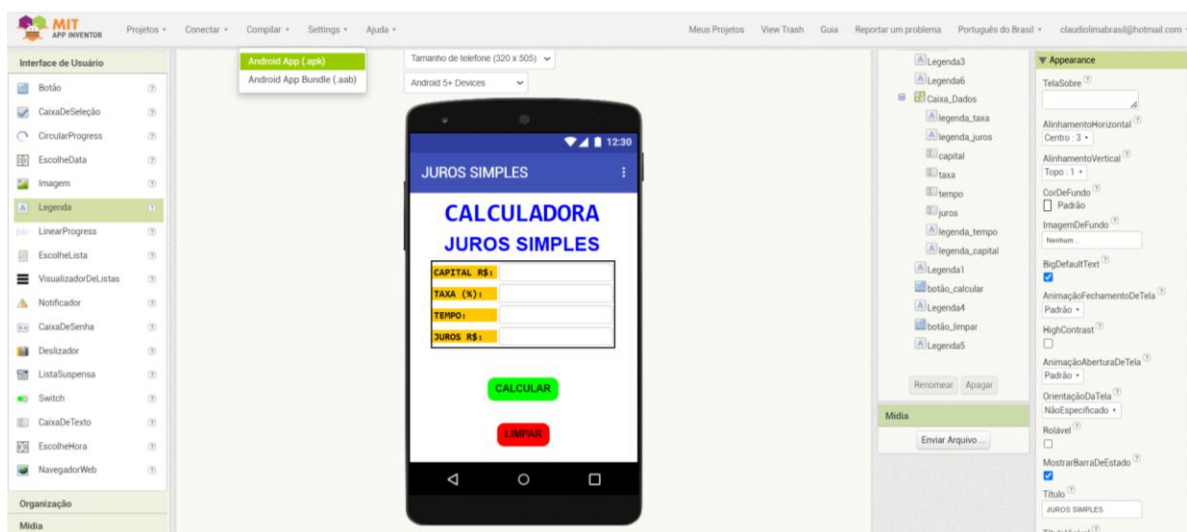 MIT
APP INVENTOR
Projetos
Conectar
Compilar
Settings
Ajuda
Meus Projetos
View Trash
Guia
Reportar um problema
Português do Brasil
claudiolimabrasil@hotmail.com
Android App (.apk)
Android App Bundle (.aab)
Interface de Usuário
Botão
CaixaDeSeleção
CircularProgress
EscolheData
Imagem
Legenda
LinearProgress
EscolheLista
VisualizadorDeListas
Notificador
CaixaDeSenha
Deslizador
ListaSuspensa
Switch
CaixaDeTexto
EscolheHora
NavegadorWeb
Organização
Mídia
Tamanho de telefone (320 x 505)
Android 5+ Devices
12:30
JUROS SIMPLES
CALCULADORA
JUROS SIMPLES
CAPITAL R$:
TAXA (%):
TEMPO:
JUROS R$:
CALCULAR
LIMPAR
Legenda3
Legenda6
Caixa_Dados
legenda_taxa
legenda_juros
capital
taxa
tempo
juros
legenda_tempo
legenda_capital
Legenda1
botão_calcular
Legenda4
botão_limpar
Legenda5
Renomear Apagar
Mídia
Enviar Arquivo ...
Appearance
TelaSobre
AlinhamentoHorizontal
Centro : 3
AlinhamentoVertical
Topo : 1
CorDeFundo
Padrão
ImagemDeFundo
Nenhum...
BigDefaultText
AnimaçãoFechamentoDeTela
Padrão
HighContrast
AnimaçãoAberturaDeTela
Padrão
OrientaçãoDaTela
NãoEspecificado
Rolável
MostrarBarraDeEstado
Título
JUROS SIMPLES
TítuloVisível